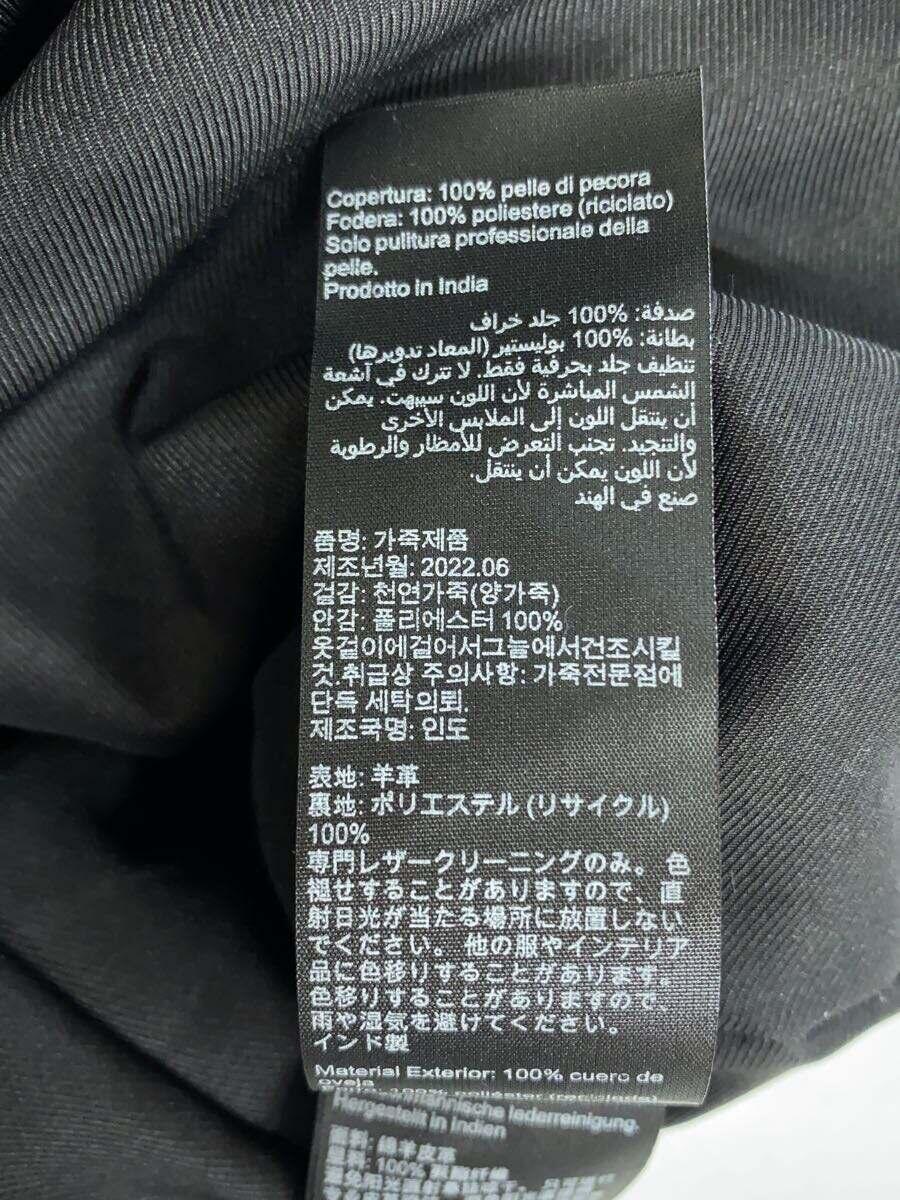 Copertura: 100% pelle di pecora
Fodera: 100% poliestere (riciclato)
Solo pulitura professionale della
pelle.
Prodotto in India
صدفة: 100% جلد خراف
بطانة: 100% بوليستير (المعاد تدويرها)
تنظيف جلد بحرفية فقط. لا تترك في أشعة
الشمس المباشرة لأن اللون سيبهت. يمكن
أن ينتقل اللون إلى الملابس الأخرى
والتنجيد. تجنب التعرض للأمطار والرطوبة
لأن اللون يمكن أن ينتقل.
صنع في الهند
품명: 가죽제품
제조년월: 2022.06
겉감: 천연가죽(양가죽)
안감: 폴리에스터 100%
옷걸이에걸어서그늘에서건조시킬
것.취급상 주의사항: 가죽전문점에
단독 세탁의뢰.
제조국명: 인도
表地: 羊革
裏地: ポリエステル (リサイクル)
100%
専門レザークリーニングのみ。 色
褪せすることがありますので、直
射日光が当たる場所に放置しない
でください。 他の服やインテリア
品に色移りすることがあります。
色移りすることがありますので、
雨や湿気を避けてください。
インド製
Material Exterior: 100% cuero de
oveja
lederreinigung.
Hergestellt in Indien
面料: 綿羊皮革